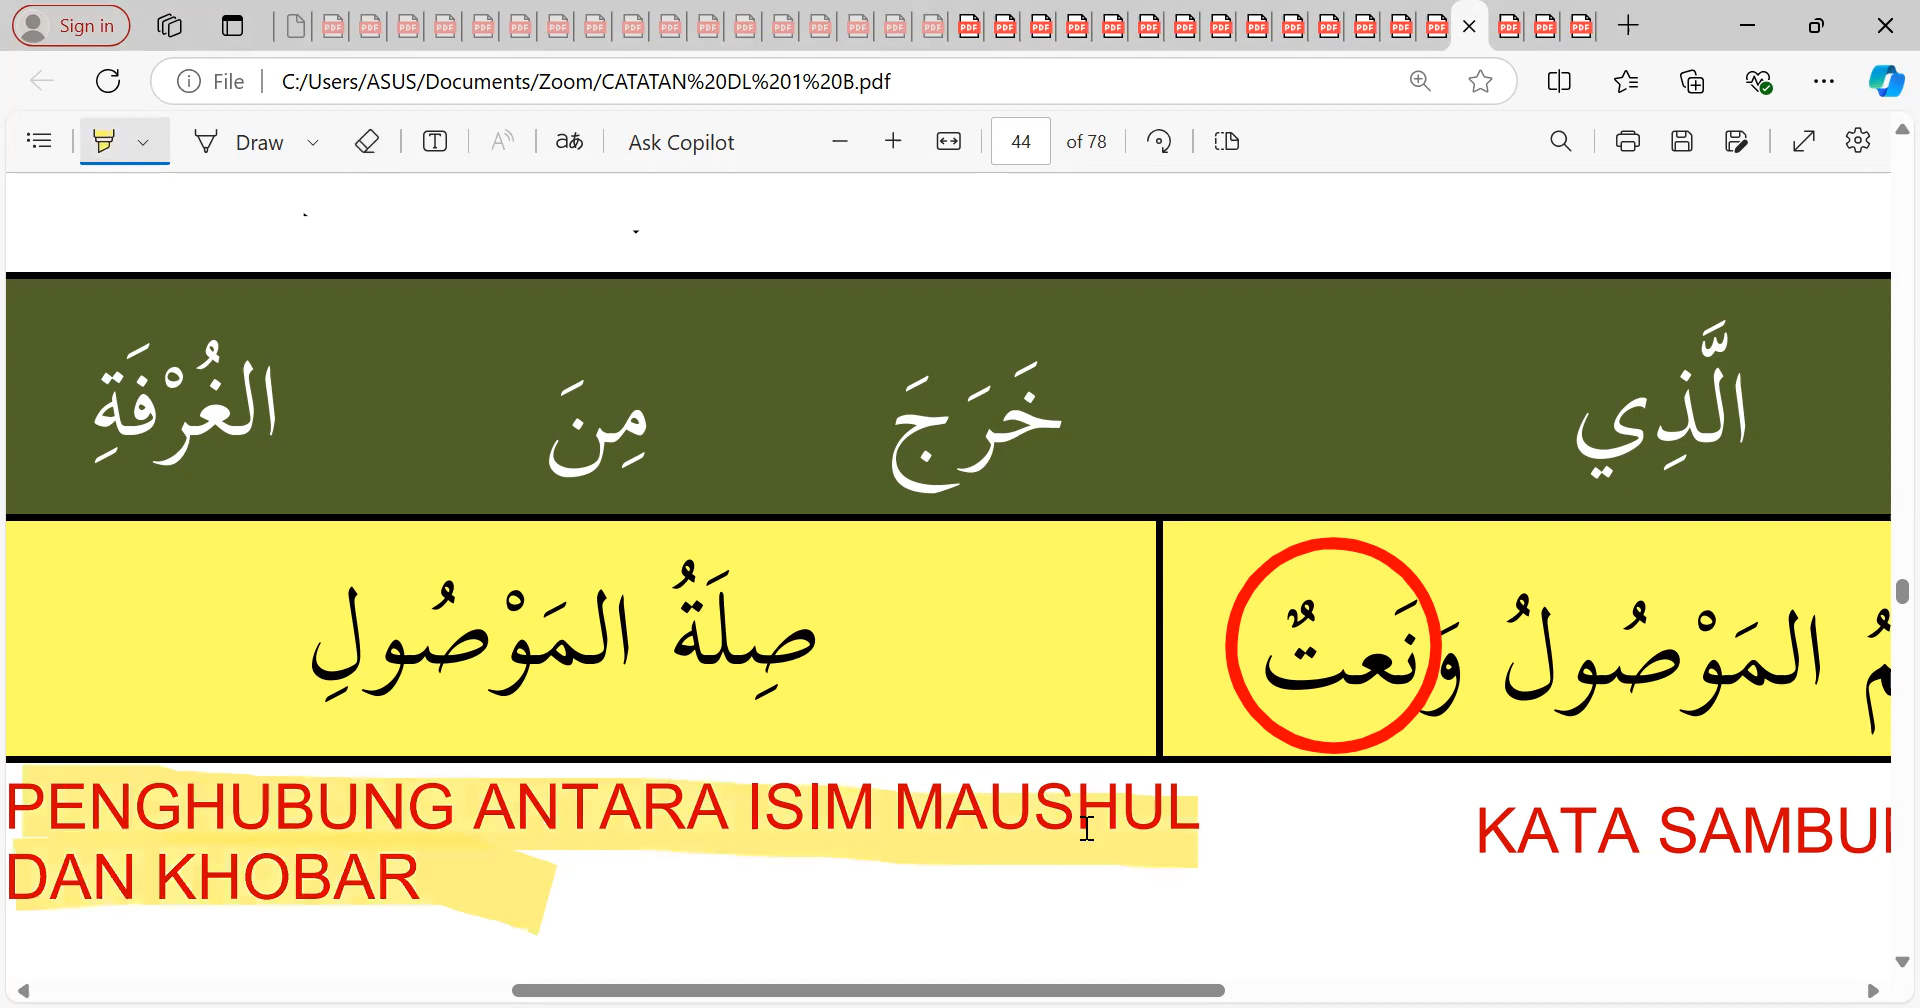 Sign in
File C:/Users/ASUS/Documents/Zoom/CATATAN%20DL%201%20B.pdf
Draw Ask Copilot 44 of 78
الَّذِي خَرَجَ مِنَ الغُرْفَةِ
مُ المَوْصُولُ وَنَعتٌ صِلَةُ المَوْصُولِ
PENGHUBUNG ANTARA ISIM MAUSHUL
DAN KHOBAR
KATA SAMBU